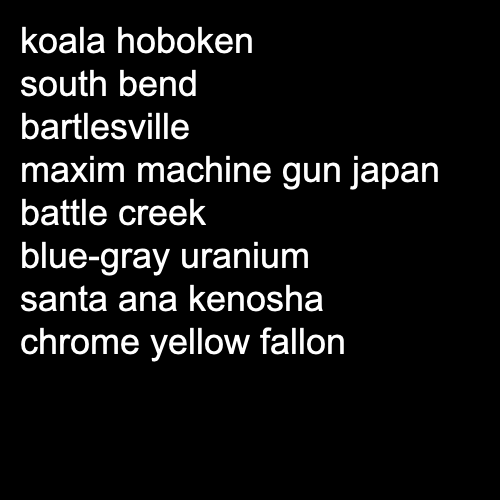 koala hoboken
south bend
bartlesville
maxim machine gun japan
battle creek
blue-gray uranium
santa ana kenosha
chrome yellow fallon